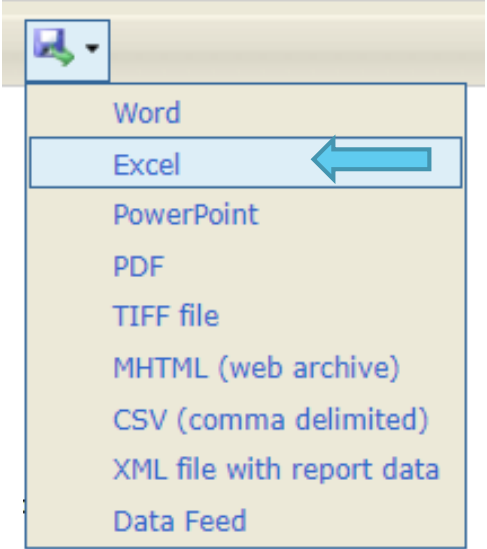 Word
Excel
PowerPoint
PDF
TIFF file
MHTML (web archive)
CSV (comma delimited)
XML file with report data
Data Feed